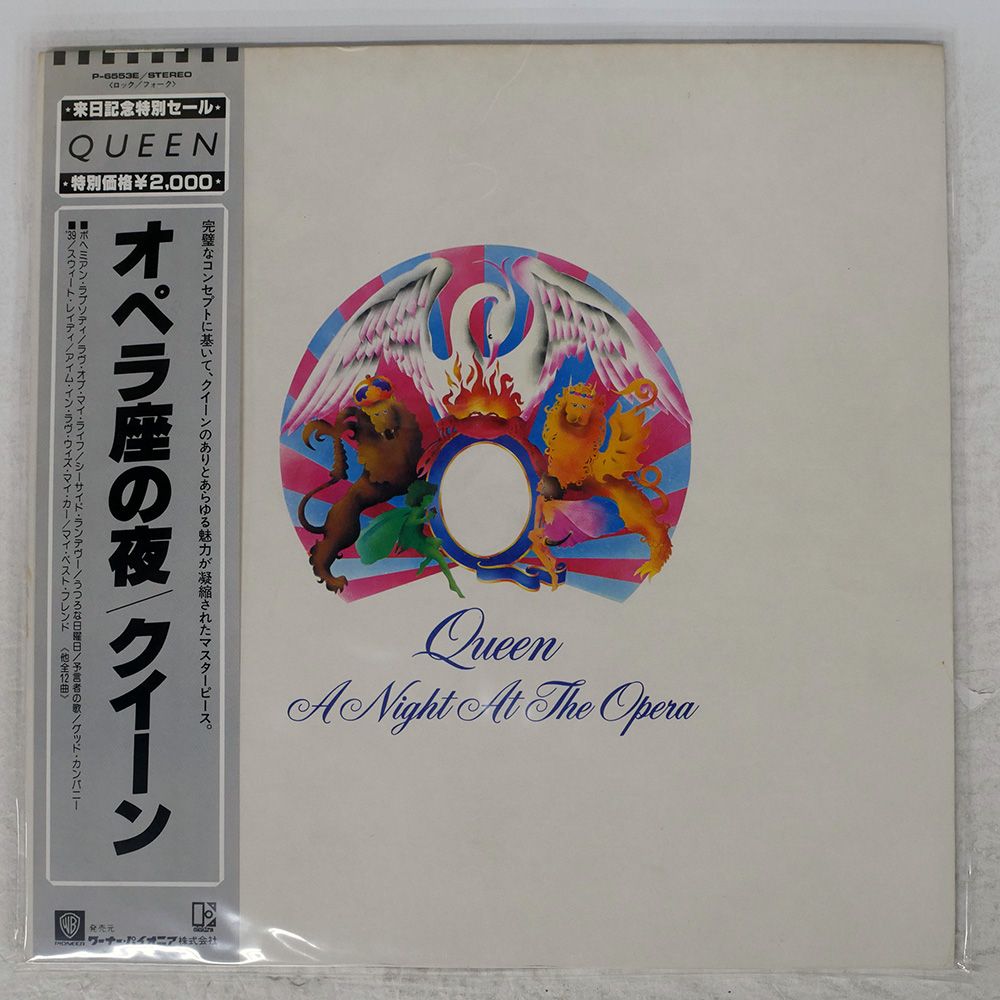 P-6553E/STEREO
〈ロック/フォーク〉
★来日記念特別セール★
QUEEN
★特別価格¥2,000★
完璧なコンセプトに基いて、クイーンのありとあらゆる魅力が凝縮されたマスターピース。
オペラ座の夜/クイーン
■ボヘミアン・ラプソディ/ラヴ・オブ・マイ・ライフ/シーサイド・ランデヴー/うつろな日曜日/予言者の歌/グッド・カンパニー
■'39/スウィート・レィディ/アイム・イン・ラヴ・ウィズ・マイ・カー/マイ・ベスト・フレンド 〈他全12曲〉
WB
PIONEER
発売元
ワーナー・パイオニア株式会社
elektra
Queen
A Night At The Opera